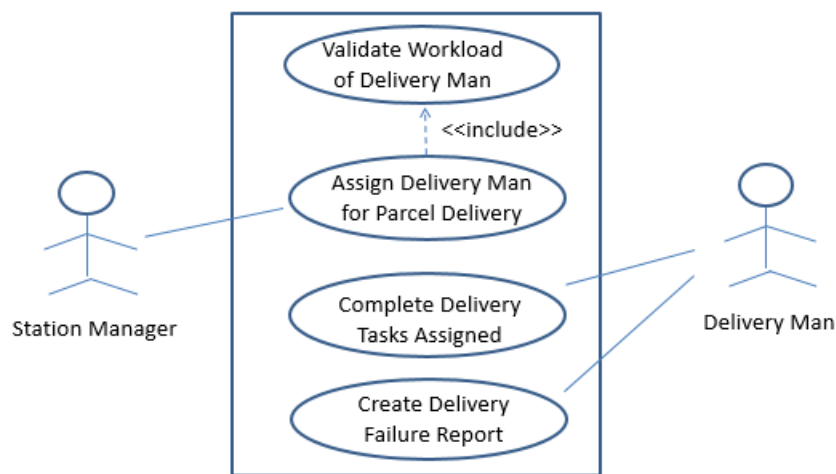 Validate Workload
of Delivery Man
<<include>>
Assign Delivery Man
for Parcel Delivery
Station Manager
Complete Delivery
Tasks Assigned
Delivery Man
Create Delivery
Failure Report